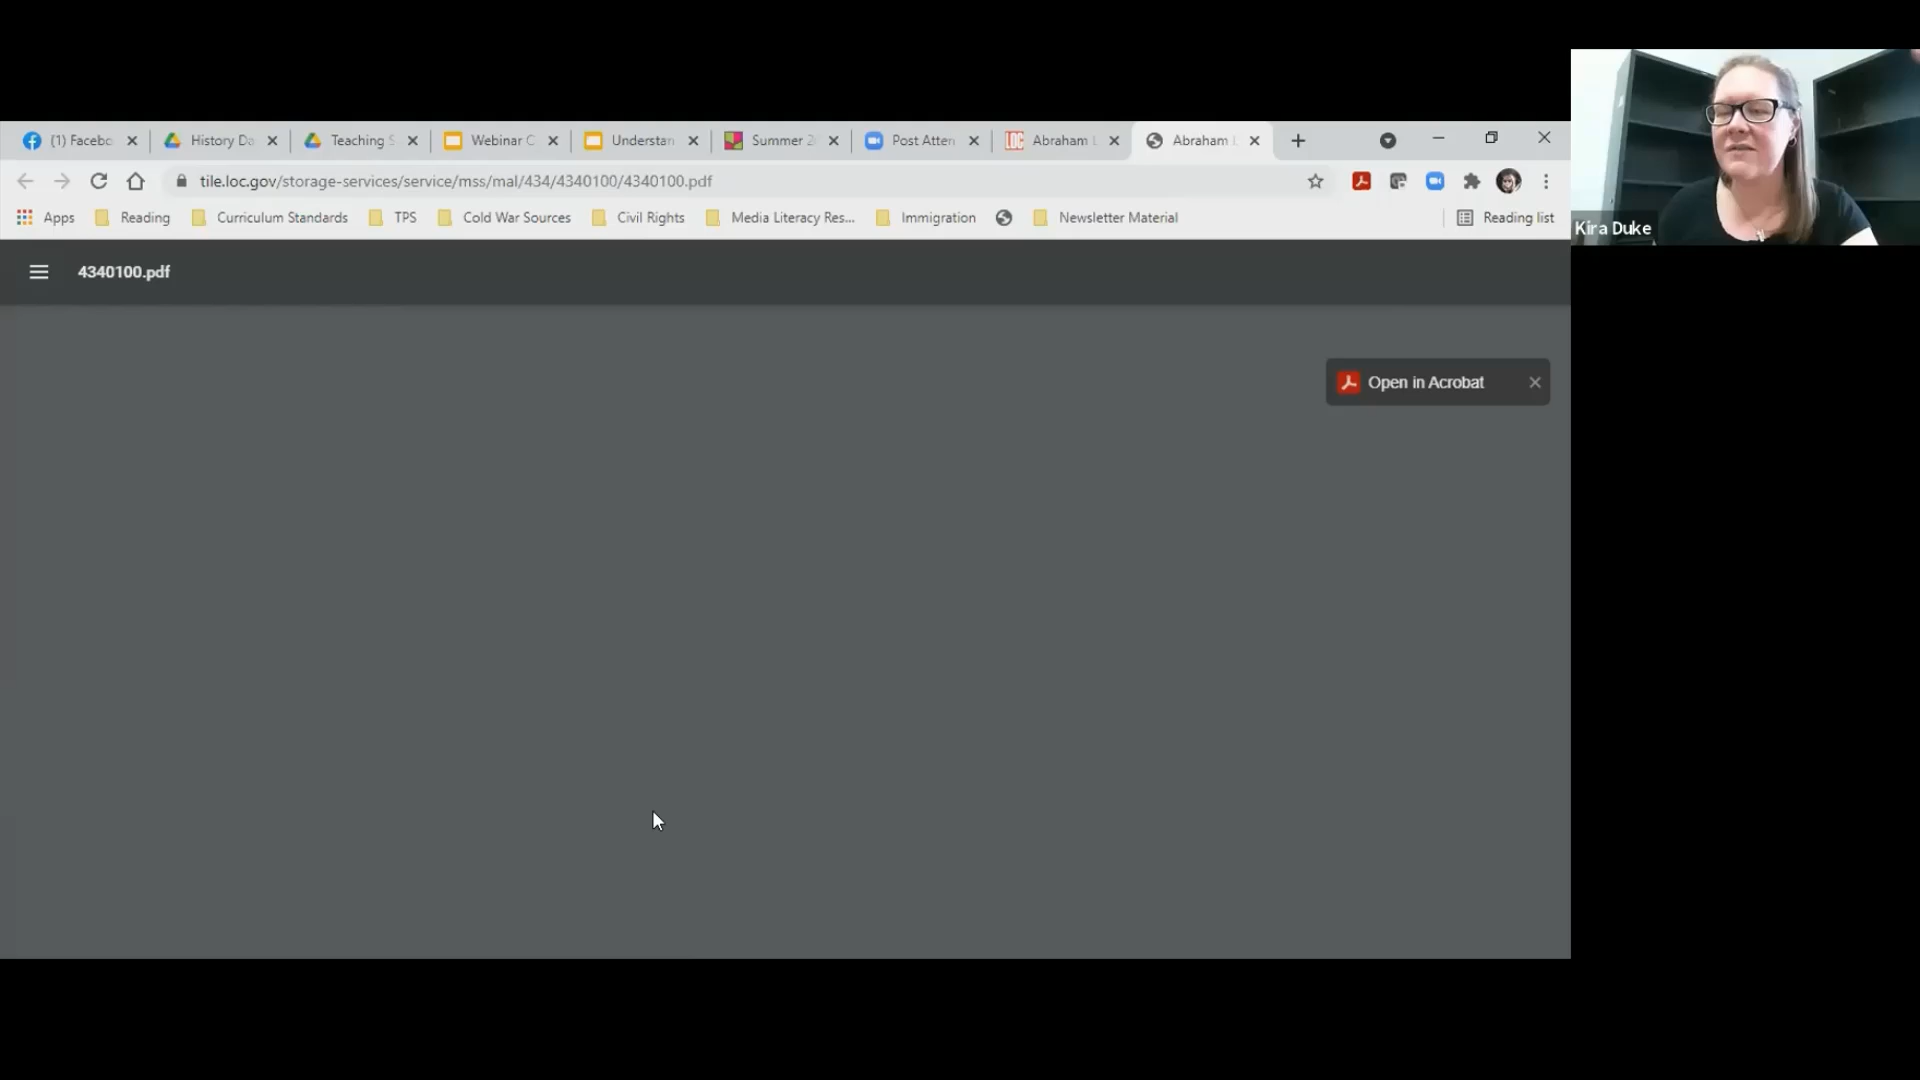 (1) Facebo
History Da
Teaching S
Webinar C
Understan
Summer 2
Post Atten
LOC
Abraham L
Abraham L
tile.loc.gov/storage-services/service/mss/mal/434/4340100/4340100.pdf
Apps
Reading
Curriculum Standards
TPS
Cold War Sources
Civil Rights
Media Literacy Res...
Immigration
Newsletter Material
Reading list
Kira Duke
4340100.pdf
Open in Acrobat